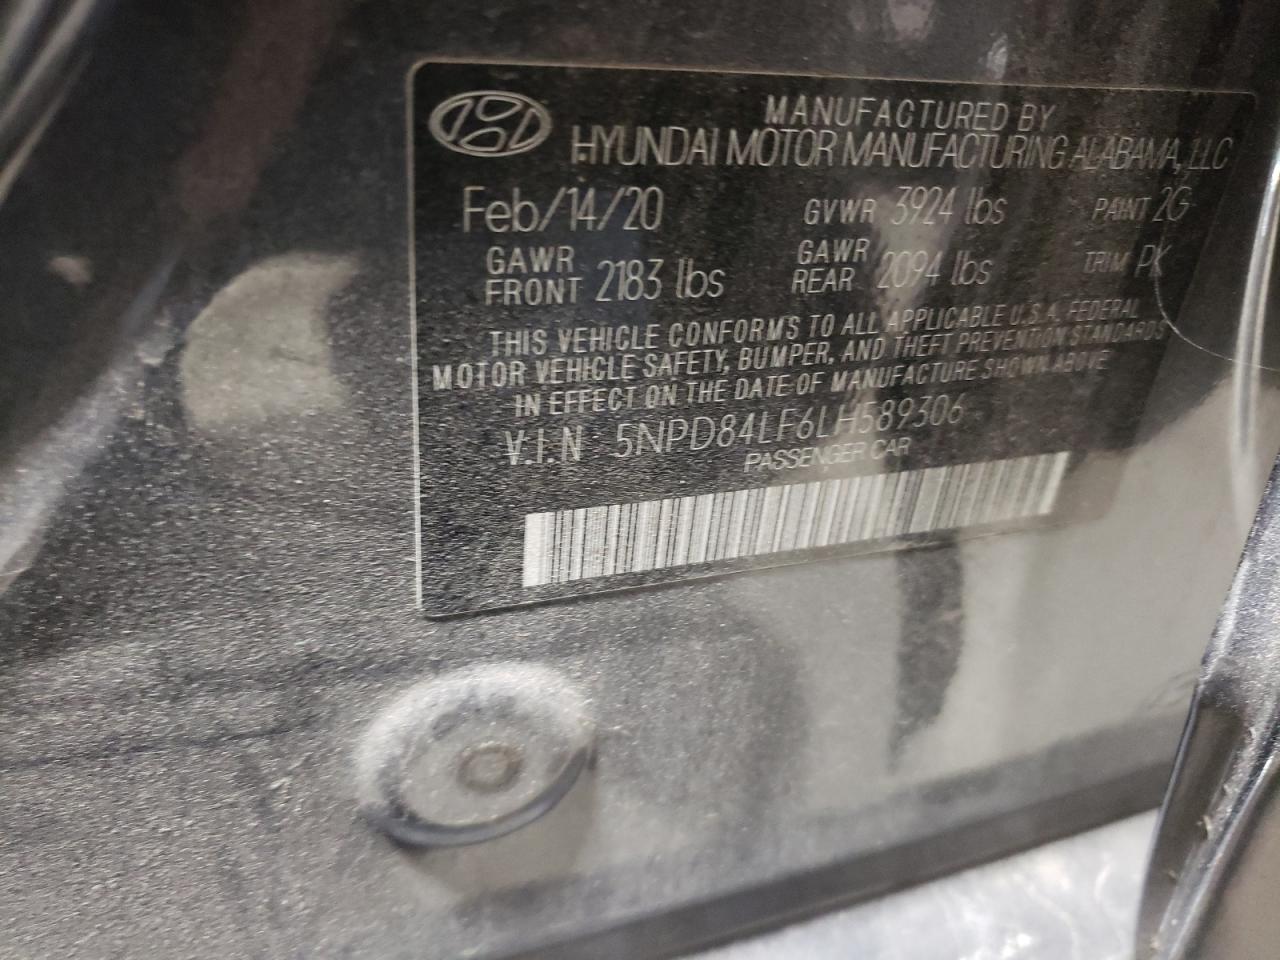 MANUFACTURED BY
HYUNDAI MOTOR MANUFACTURING ALABAMA, LLC
Feb/14/20 GVWR 3924 lbs PAINT 2G
GAWR FRONT 2183 lbs GAWR REAR 2094 lbs TRIM PK
THIS VEHICLE CONFORMS TO ALL APPLICABLE U.S.A. FEDERAL
MOTOR VEHICLE SAFETY, BUMPER, AND THEFT PREVENTION STANDARDS
IN EFFECT ON THE DATE OF MANUFACTURE SHOWN ABOVE
V.I.N 5NPD84LF6LH589306
PASSENGER CAR